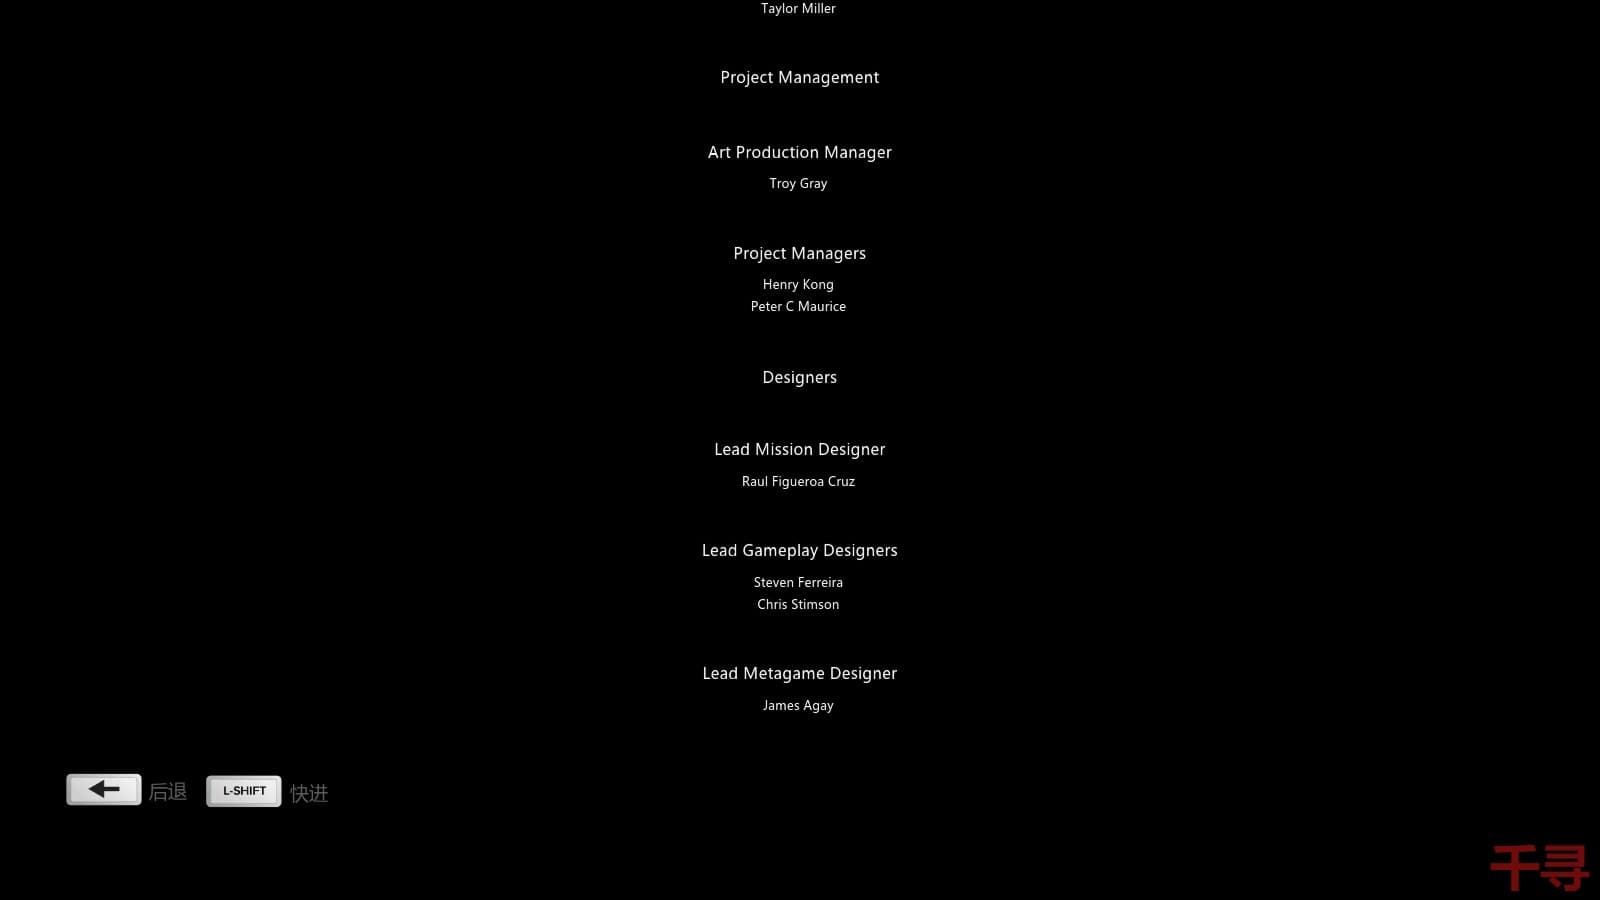 Taylor Miller
Project Management
Art Production Manager
Troy Gray
Project Managers
Henry Kong
Peter C Maurice
Designers
Lead Mission Designer
Raul Figueroa Cruz
Lead Gameplay Designers
Steven Ferreira
Chris Stimson
Lead Metagame Designer
James Agay
后退 L-SHIFT 快进
千寻